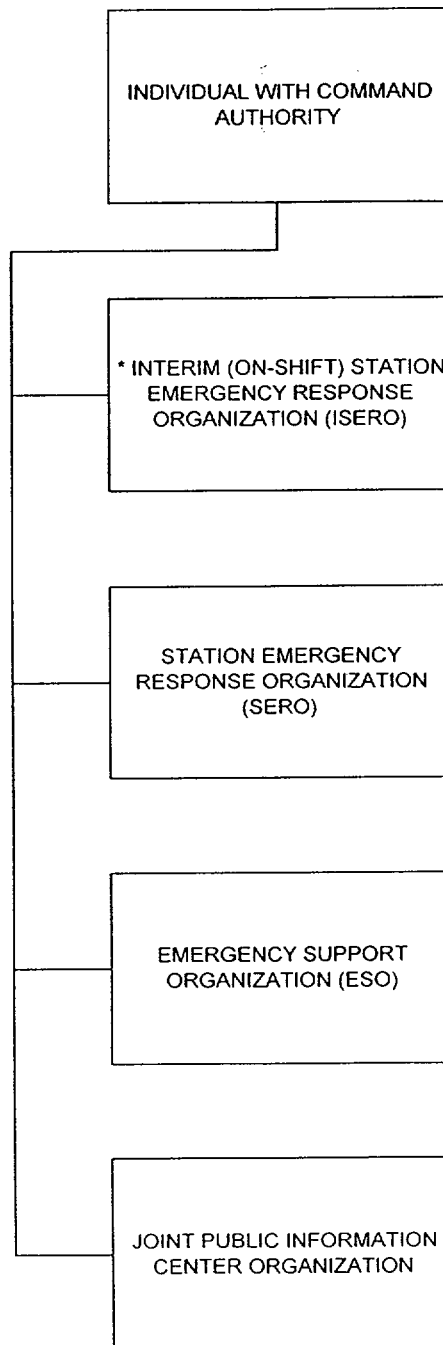 INDIVIDUAL WITH COMMAND
AUTHORITY
* INTERIM (ON-SHIFT) STATION
EMERGENCY RESPONSE
ORGANIZATION (ISERO)
STATION EMERGENCY
RESPONSE ORGANIZATION
(SERO)
EMERGENCY SUPPORT
ORGANIZATION (ESO)
JOINT PUBLIC INFORMATION
CENTER ORGANIZATION